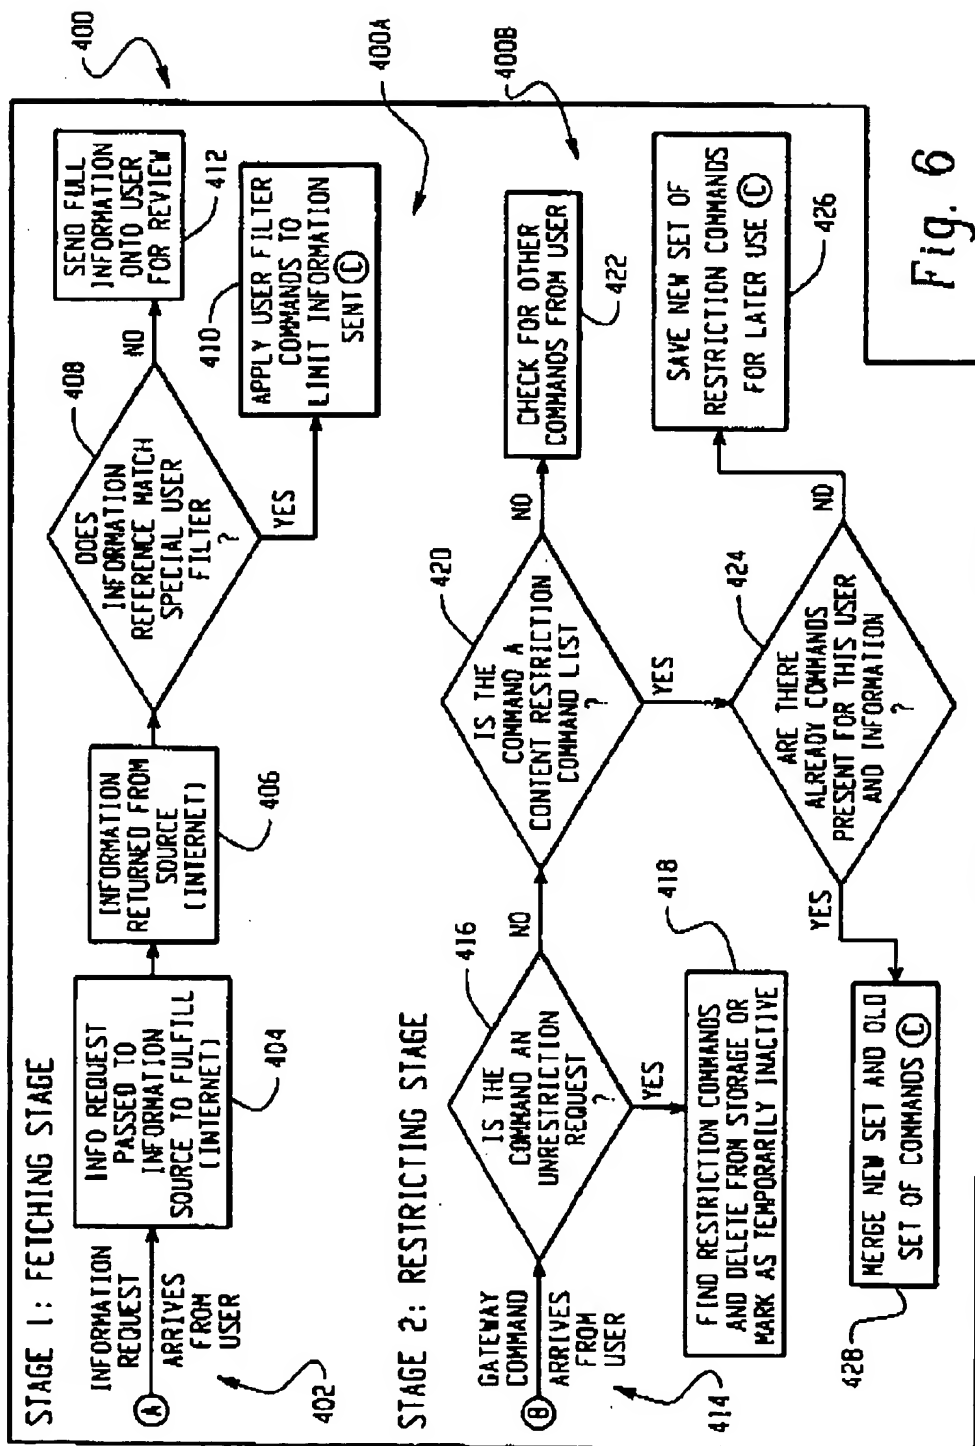 STAGE 1: FETCHING STAGE
A
INFORMATION
REQUEST
ARRIVES
FROM
USER
402
INFO REQUEST
PASSED TO
INFORMATION
SOURCE TO FULFILL
(INTERNET)
404
INFORMATION
RETURNED FROM
SOURCE
(INTERNET)
406
DOES
INFORMATION
REFERENCE MATCH
SPECIAL USER
FILTER
?
408
NO
SEND FULL
INFORMATION
ONTO USER
FOR REVIEW
412
YES
410
APPLY USER FILTER
COMMANDS TO
LIMIT INFORMATION
SENT C
400
400A
STAGE 2: RESTRICTING STAGE
B
GATEWAY
COMMAND
ARRIVES
FROM
USER
414
IS THE
COMMAND AN
UNRESTRICTION
REQUEST
?
416
YES
FIND RESTRICTION COMMANDS
AND DELETE FROM STORAGE OR
MARK AS TEMPORARILY INACTIVE
418
NO
IS THE
COMMAND A
CONTENT RESTRICTION
COMMAND LIST
?
420
NO
CHECK FOR OTHER
COMMANDS FROM USER
422
400B
YES
ARE THERE
ALREADY COMMANDS
PRESENT FOR THIS USER
AND INFORMATION
?
424
NO
SAVE NEW SET OF
RESTRICTION COMMANDS
FOR LATER USE C
426
YES
MERGE NEW SET AND OLD
SET OF COMMANDS C
428
Fig. 6